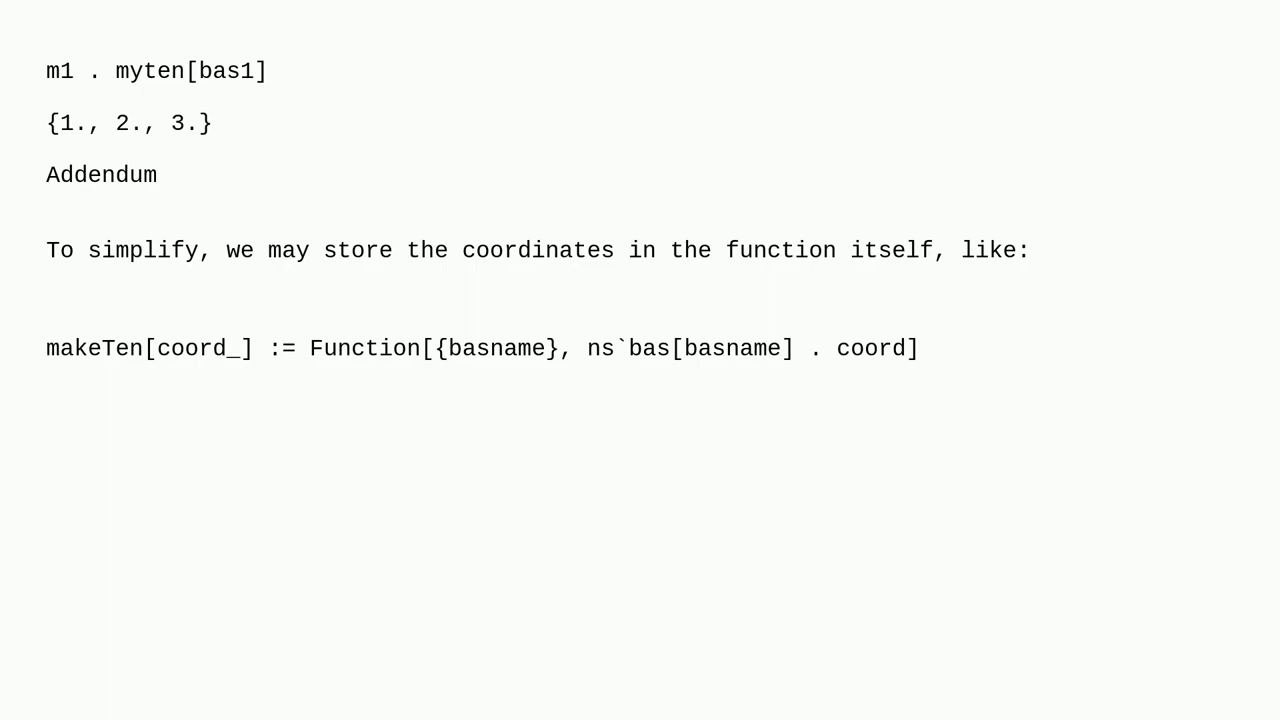 m1 . myten[bas1]
{1., 2., 3.}
Addendum
To simplify, we may store the coordinates in the function itself, like:
makeTen[coord_] := Function[{basname}, ns`bas[basname] . coord]